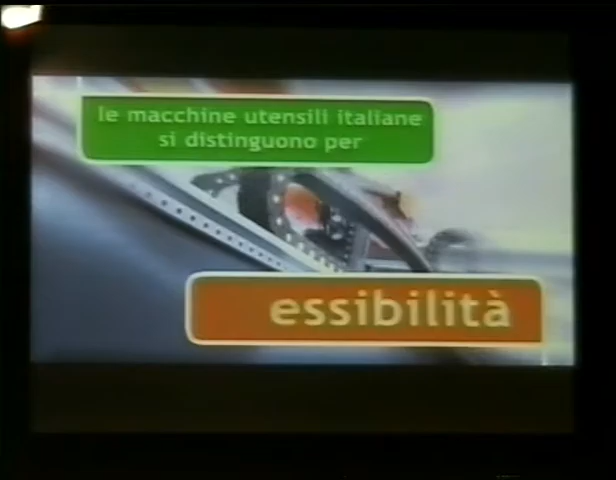 le macchine utensili italiane
si distinguono per
essibilità